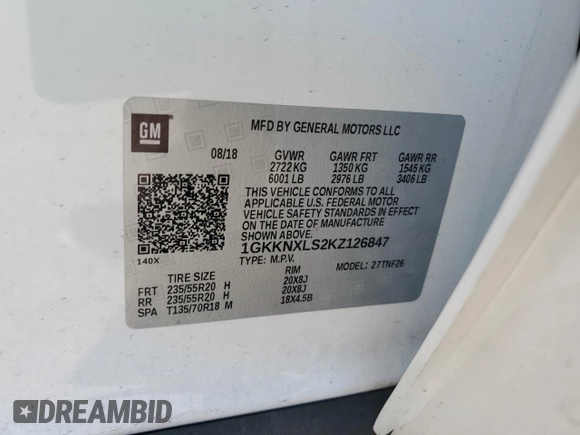 GM
MFD BY GENERAL MOTORS LLC
08/18 GVWR GAWR FRT GAWR RR
2722 KG 1350 KG 1545 KG
6001 LB 2976 LB 3406 LB
THIS VEHICLE CONFORMS TO ALL
APPLICABLE U.S. FEDERAL MOTOR
VEHICLE SAFETY STANDARDS IN EFFECT
ON THE DATE OF MANUFACTURE
SHOWN ABOVE.
1GKKNXLS2KZ126847
140X
TYPE: M.P.V. MODEL: 27TNF26
TIRE SIZE RIM
FRT 235/55R20 H 20X8J
RR 235/55R20 H 20X8J
SPA T135/70R18 M 18X4.5B
DREAMBID